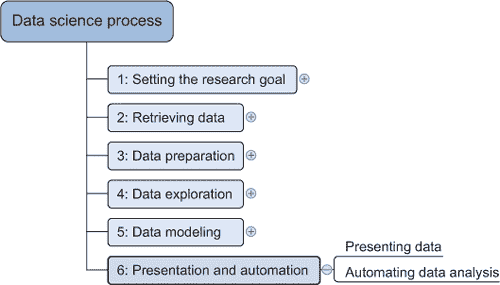 Data science process
1: Setting the research goal
2: Retrieving data
3: Data preparation
4: Data exploration
5: Data modeling
6: Presentation and automation
Presenting data
Automating data analysis